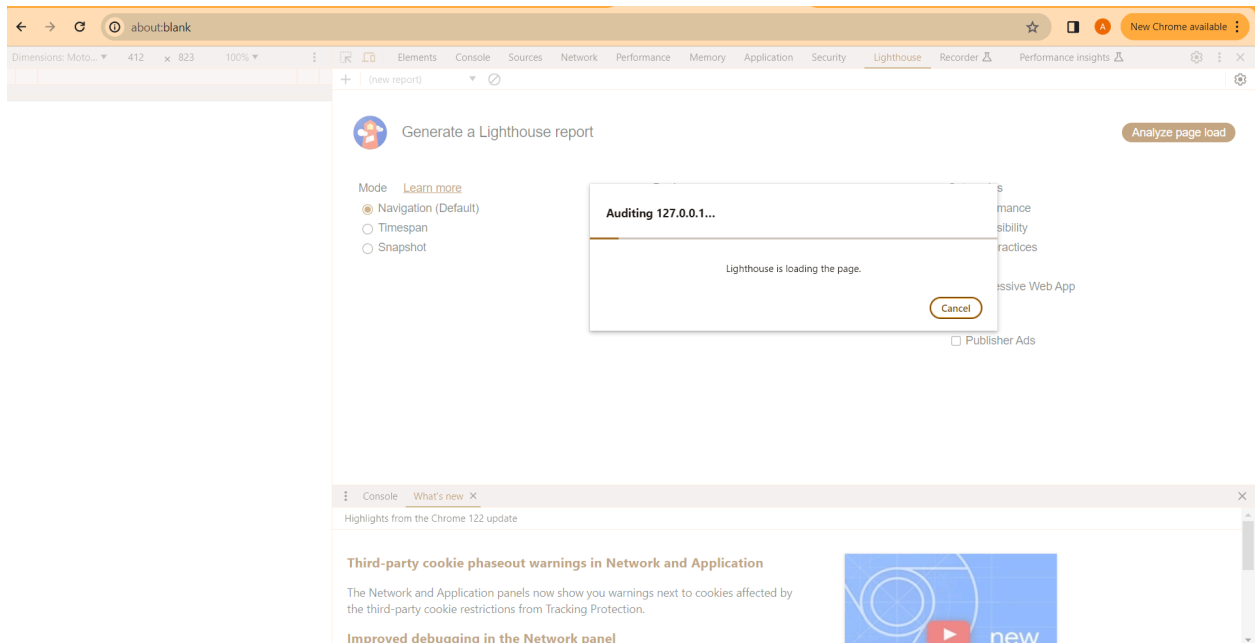 about:blank
A
New Chrome available
Dimensions: Moto... 412 x 823 100%
Elements Console Sources Network Performance Memory Application Security Lighthouse Recorder Performance insights
(new report)
Generate a Lighthouse report
Analyze page load
Mode Learn more
Navigation (Default)
Timespan
Snapshot
Auditing 127.0.0.1...
Lighthouse is loading the page.
Cancel
s
mance
sibility
ractices
essive Web App
Publisher Ads
Console What's new
Highlights from the Chrome 122 update
Third-party cookie phaseout warnings in Network and Application
The Network and Application panels now show you warnings next to cookies affected by
the third-party cookie restrictions from Tracking Protection.
Improved debugging in the Network panel
new